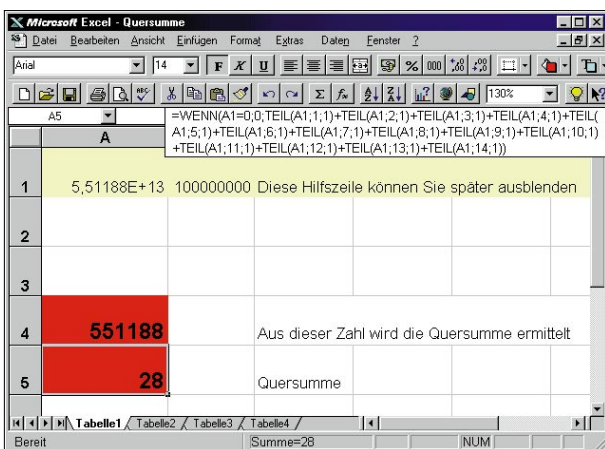 Microsoft Excel - Quersumme
Datei Bearbeiten Ansicht Einfügen Format Extras Daten Fenster ?
Arial 14 F K U % 000
130%
A5 =WENN(A1=0;0;TEIL(A1;1;1)+TEIL(A1;2;1)+TEIL(A1;3;1)+TEIL(A1;4;1)+TEIL(
A1;5;1)+TEIL(A1;6;1)+TEIL(A1;7;1)+TEIL(A1;8;1)+TEIL(A1;9;1)+TEIL(A1;10;1)
+TEIL(A1;11;1)+TEIL(A1;12;1)+TEIL(A1;13;1)+TEIL(A1;14;1))
A
1 5,51188E+13 100000000 Diese Hilfszeile können Sie später ausblenden
2
3
4 551188 Aus dieser Zahl wird die Quersumme ermittelt
5 28 Quersumme
Tabelle1 Tabelle2 Tabelle3 Tabelle4
Bereit Summe=28 NUM